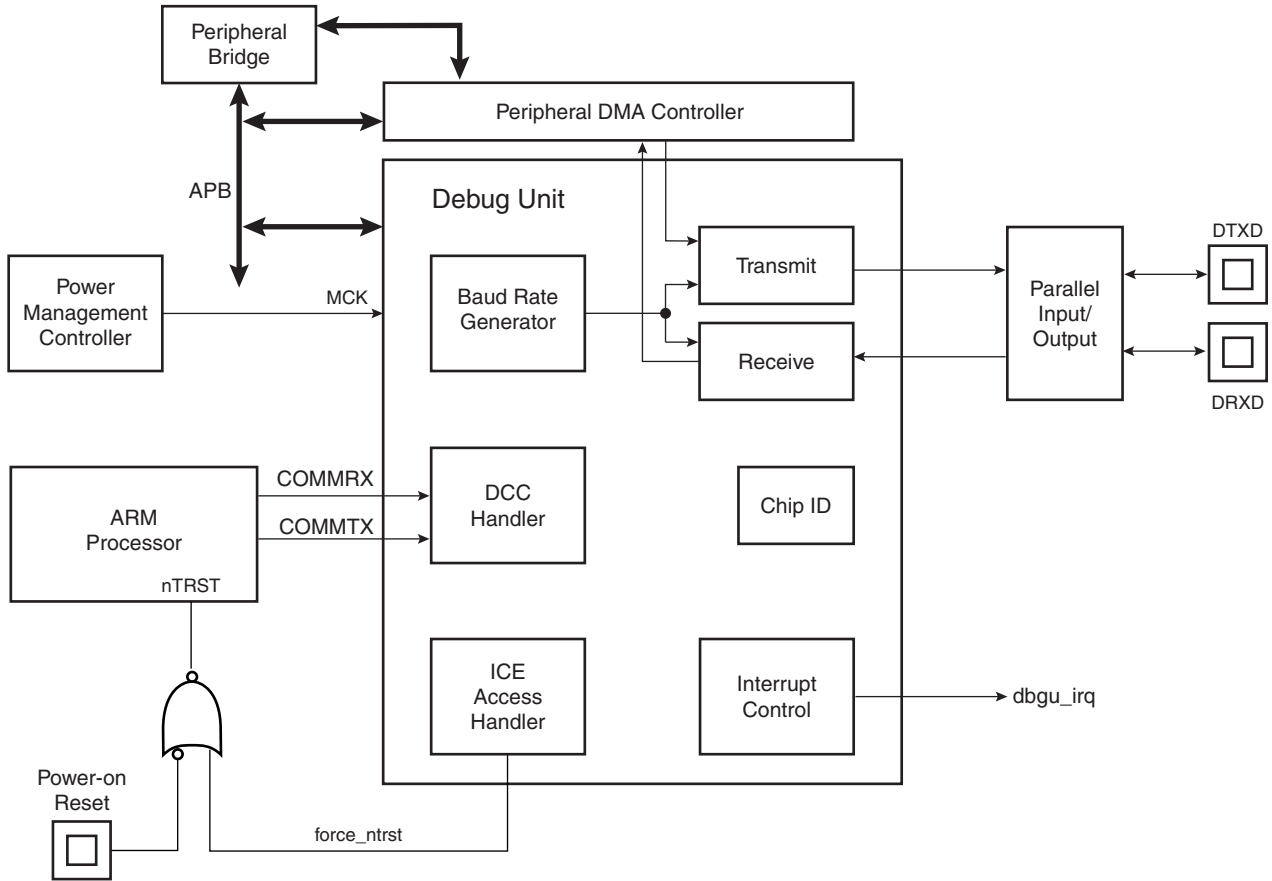 Peripheral
Bridge
Peripheral DMA Controller
APB
Debug Unit
Power
Management
Controller
MCK
Baud Rate
Generator
Transmit
Receive
Parallel
Input/
Output
DTXD
DRXD
ARM
Processor
nTRST
COMMRX
COMMTX
DCC
Handler
Chip ID
ICE
Access
Handler
Interrupt
Control
dbgu_irq
Power-on
Reset
force_ntrst